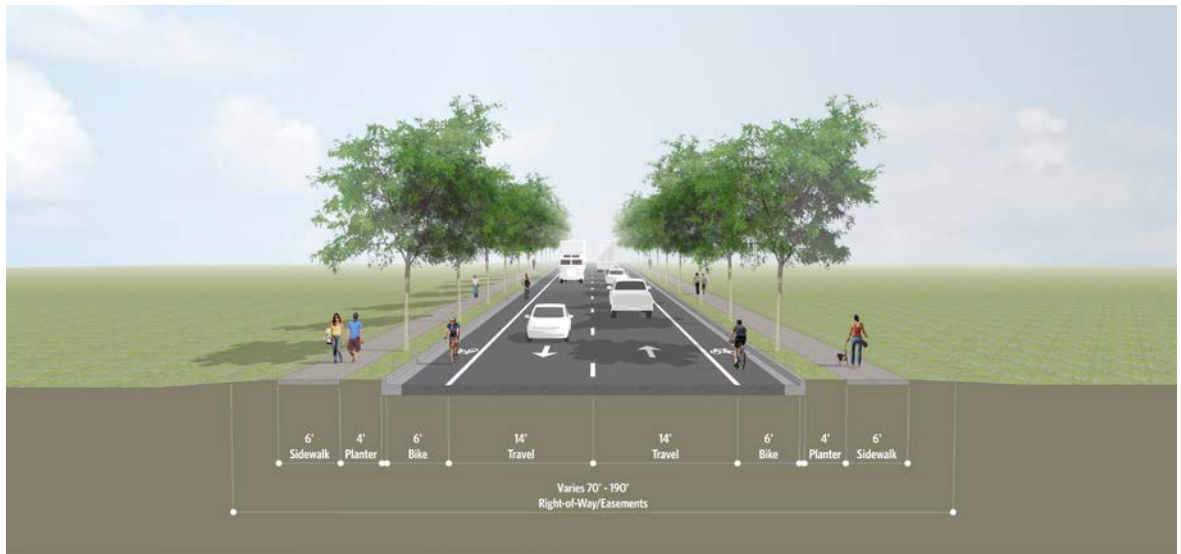 6' 4' 6' 14' 14' 6' 4' 6'
Sidewalk Planter Bike Travel Travel Bike Planter Sidewalk
Varies 70' - 190'
Right-of-Way/Easements